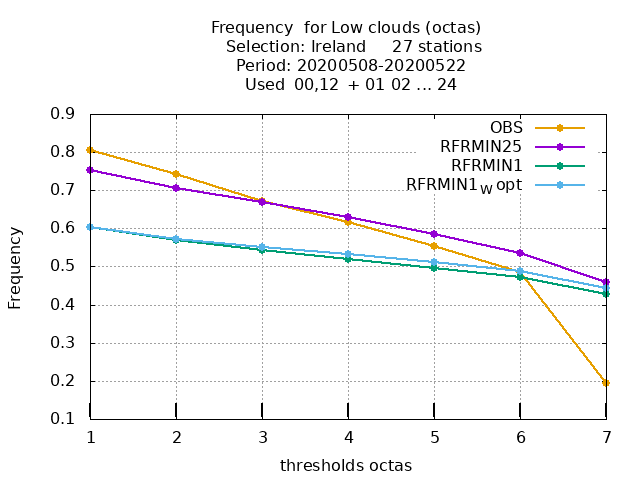 Frequency  for Low clouds (octas)
Selection: Ireland     27 stations
Period: 20200508-20200522
Used  00,12  + 01 02 ... 24
0.9
0.8
0.7
0.6
0.5
0.4
0.3
0.2
0.1
Frequency
OBS
RFRMIN25
RFRMIN1
RFRMIN1_W opt
1 2 3 4 5 6 7
thresholds octas